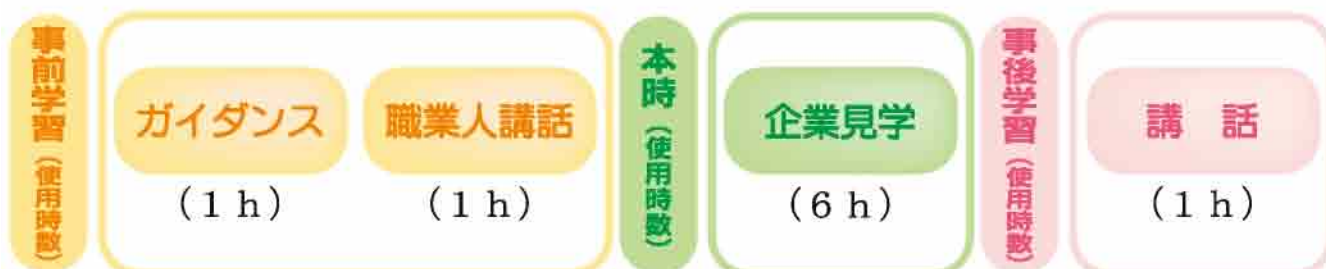 事前学習（使用時数）
ガイダンス
（1 h）
職業人講話
（1 h）
本時（使用時数）
企業見学
（6 h）
事後学習（使用時数）
講 話
（1 h）